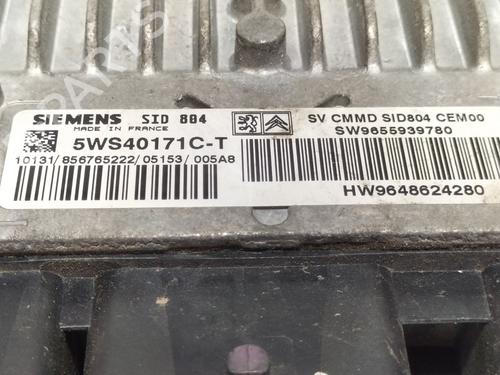 SIEMENS SID 804
MADE IN FRANCE
5WS40171C-T
10131/856765222/05153/005A8
SV CMMD SID804 CEM00
SW9655939780
HW9648624280